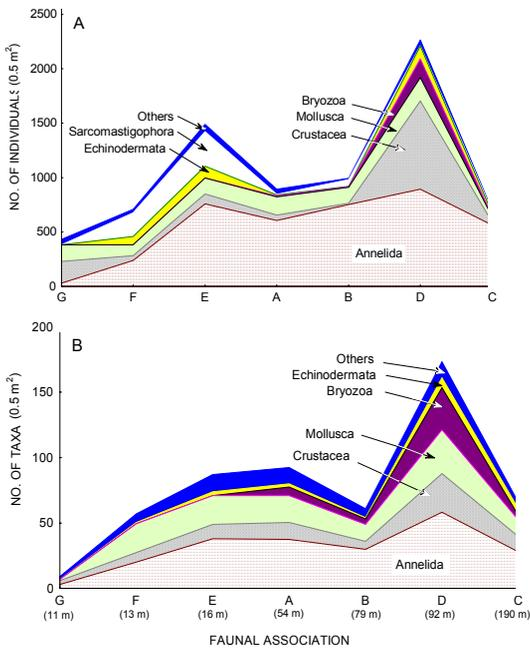 2500
A
2000
1500
1000
500
0
NO. OF INDIVIDUALS (0.5 m²)
Others
Sarcomastigophora
Echinodermata
Bryozoa
Mollusca
Crustacea
Annelida
G F E A B D C
200
B
150
100
50
0
NO. OF TAXA (0.5 m²)
Others
Echinodermata
Bryozoa
Mollusca
Crustacea
Annelida
G F E A B D C
(11 m) (13 m) (16 m) (54 m) (79 m) (92 m) (190 m)
FAUNAL ASSOCIATION